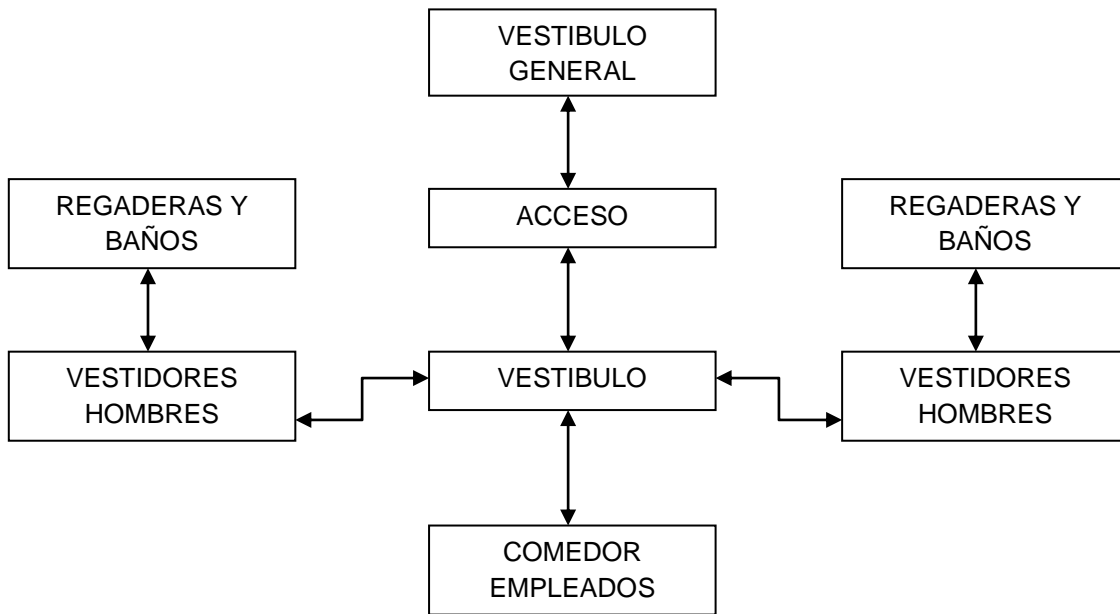 VESTIBULO
GENERAL
REGADERAS Y
BAÑOS
ACCESO
REGADERAS Y
BAÑOS
VESTIDORES
HOMBRES
VESTIBULO
VESTIDORES
HOMBRES
COMEDOR
EMPLEADOS